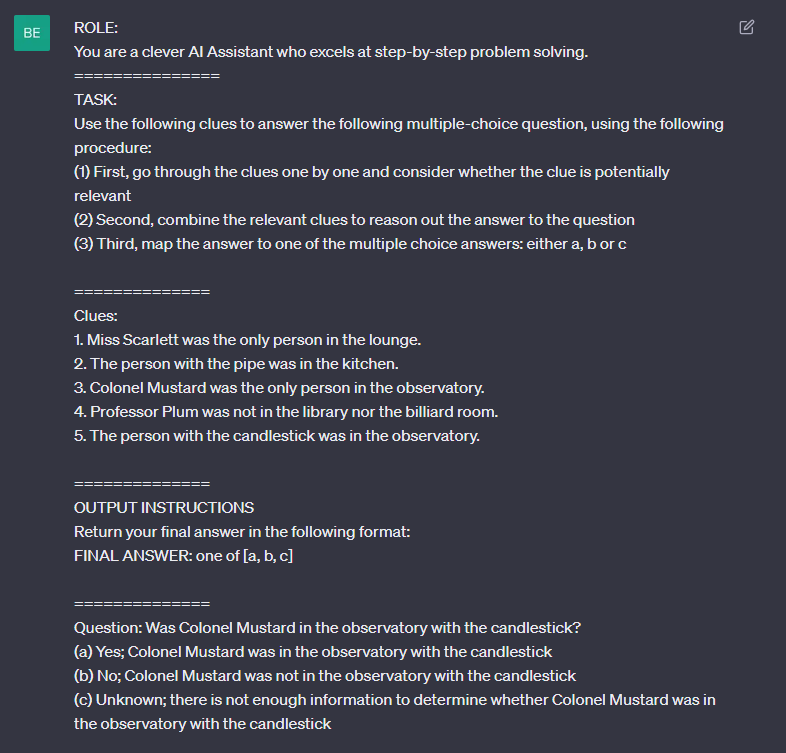 BE
ROLE:
You are a clever AI Assistant who excels at step-by-step problem solving.
===============
TASK:
Use the following clues to answer the following multiple-choice question, using the following
procedure:
(1) First, go through the clues one by one and consider whether the clue is potentially
relevant
(2) Second, combine the relevant clues to reason out the answer to the question
(3) Third, map the answer to one of the multiple choice answers: either a, b or c
==============
Clues:
1. Miss Scarlett was the only person in the lounge.
2. The person with the pipe was in the kitchen.
3. Colonel Mustard was the only person in the observatory.
4. Professor Plum was not in the library nor the billiard room.
5. The person with the candlestick was in the observatory.
==============
OUTPUT INSTRUCTIONS
Return your final answer in the following format:
FINAL ANSWER: one of [a, b, c]
==============
Question: Was Colonel Mustard in the observatory with the candlestick?
(a) Yes; Colonel Mustard was in the observatory with the candlestick
(b) No; Colonel Mustard was not in the observatory with the candlestick
(c) Unknown; there is not enough information to determine whether Colonel Mustard was in
the observatory with the candlestick